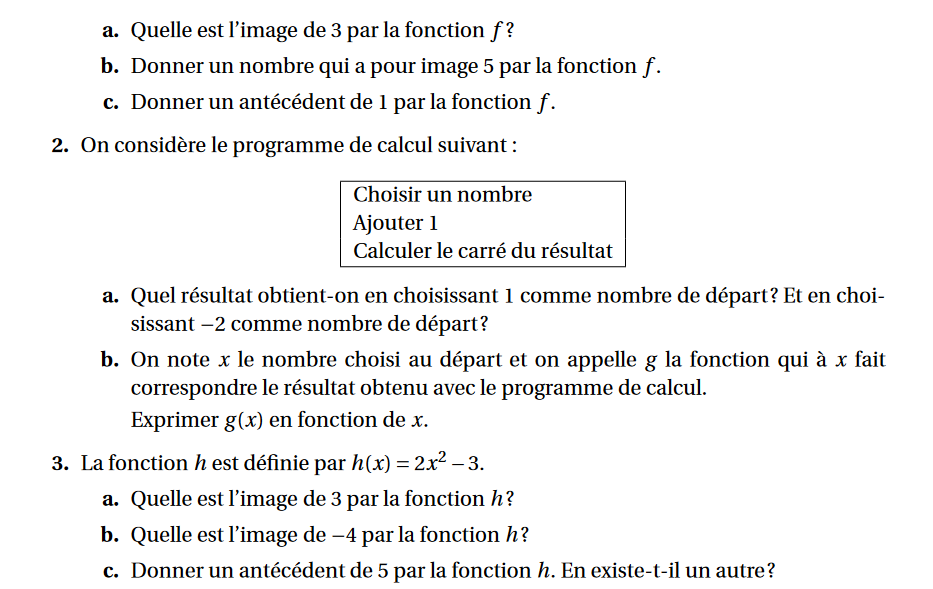 a. Quelle est l'image de 3 par la fonction f ?
b. Donner un nombre qui a pour image 5 par la fonction f.
c. Donner un antécédent de 1 par la fonction f.
2. On considère le programme de calcul suivant :
Choisir un nombre
Ajouter 1
Calculer le carré du résultat
a. Quel résultat obtient-on en choisissant 1 comme nombre de départ ? Et en choi-
sissant −2 comme nombre de départ ?
b. On note x le nombre choisi au départ et on appelle g la fonction qui à x fait
correspondre le résultat obtenu avec le programme de calcul.
Exprimer g(x) en fonction de x.
3. La fonction h est définie par h(x) = 2x² − 3.
a. Quelle est l'image de 3 par la fonction h ?
b. Quelle est l'image de −4 par la fonction h ?
c. Donner un antécédent de 5 par la fonction h. En existe-t-il un autre ?